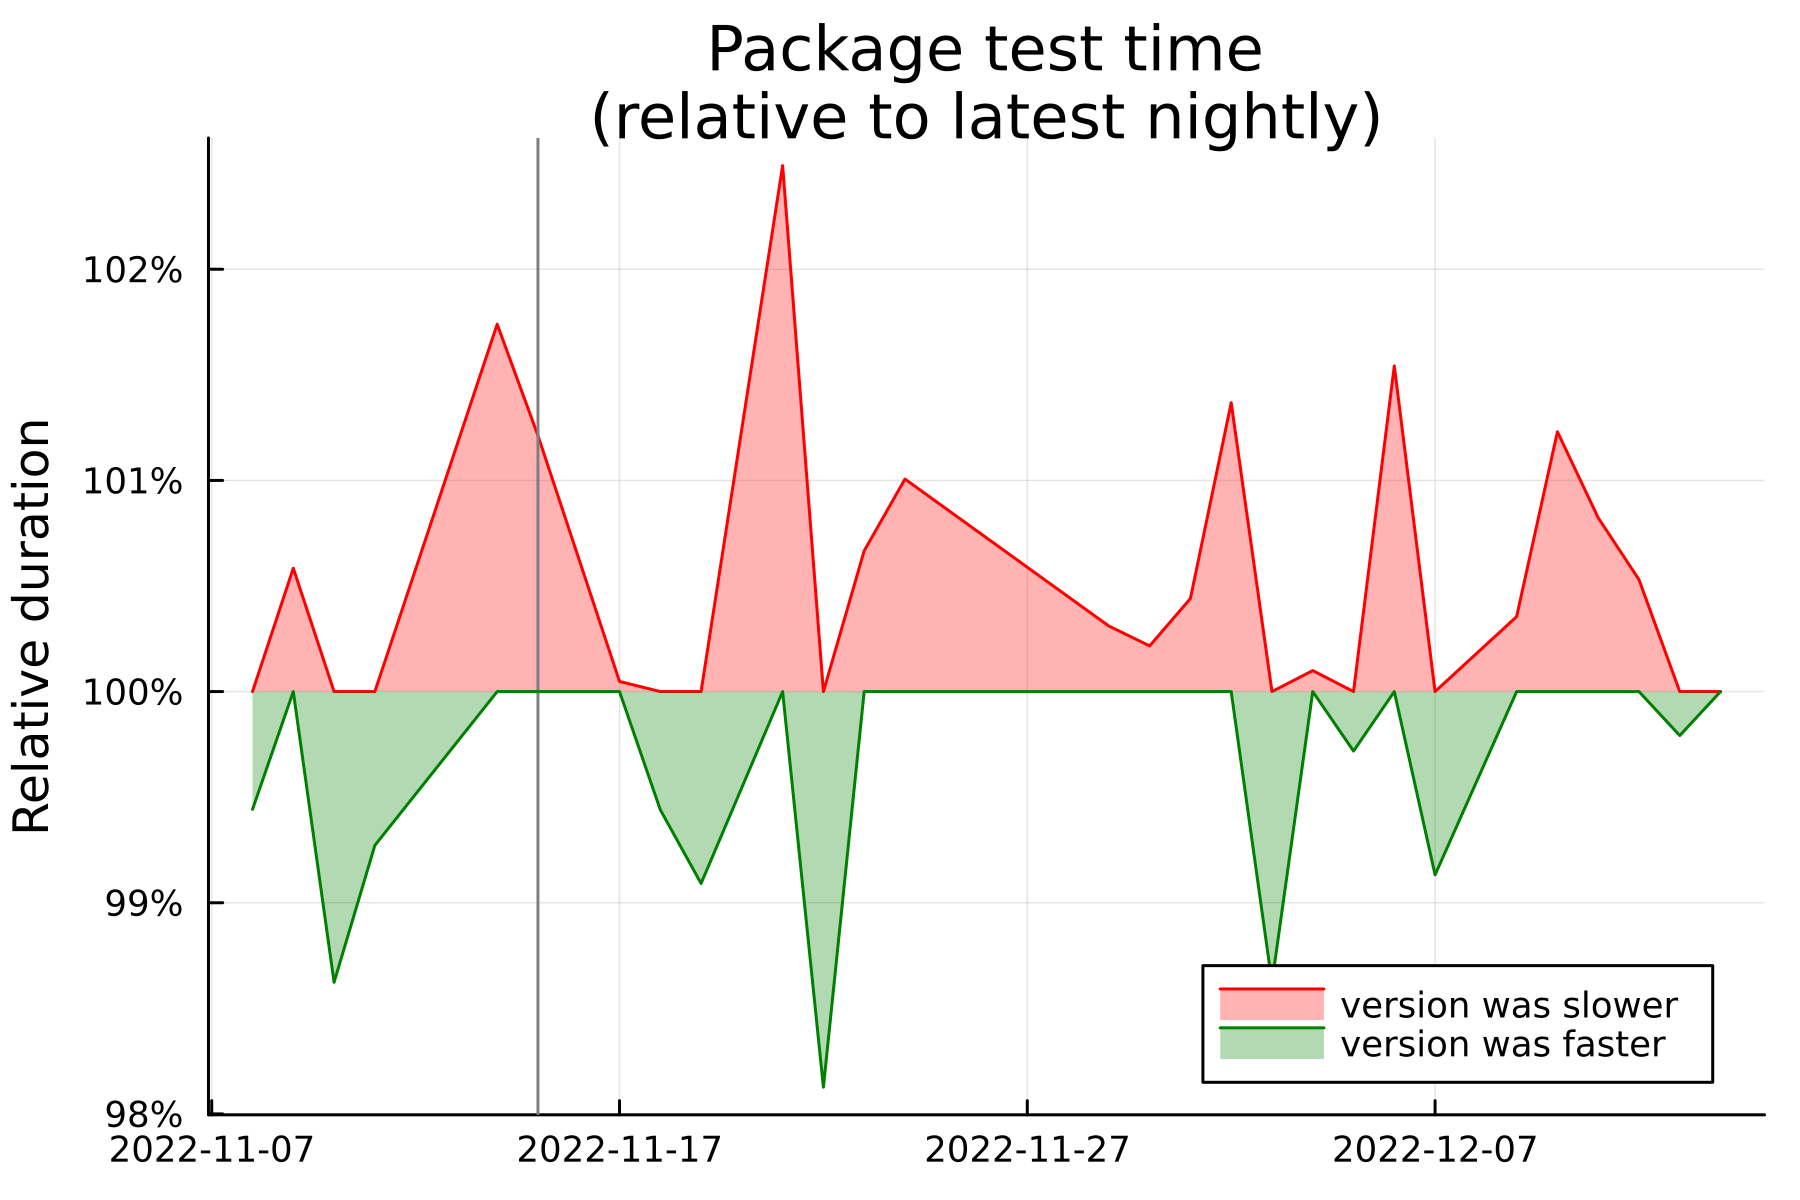 Package test time
(relative to latest nightly)
Relative duration
102%
101%
100%
99%
98%
2022-11-07
2022-11-17
2022-11-27
2022-12-07
version was slower
version was faster